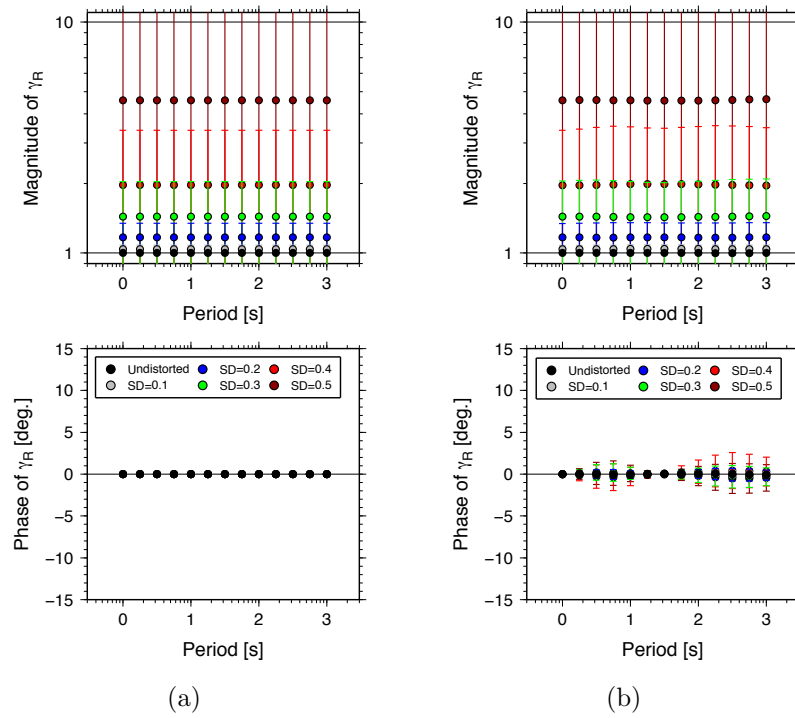 Magnitude of γR
10
1
0 1 2 3
Period [s]
Magnitude of γR
10
1
0 1 2 3
Period [s]
Phase of γR [deg.]
15
10
5
0
−5
−10
−15
Undistorted SD=0.2 SD=0.4
SD=0.1 SD=0.3 SD=0.5
0 1 2 3
Period [s]
(a)
Phase of γR [deg.]
15
10
5
0
−5
−10
−15
Undistorted SD=0.2 SD=0.4
SD=0.1 SD=0.3 SD=0.5
0 1 2 3
Period [s]
(b)